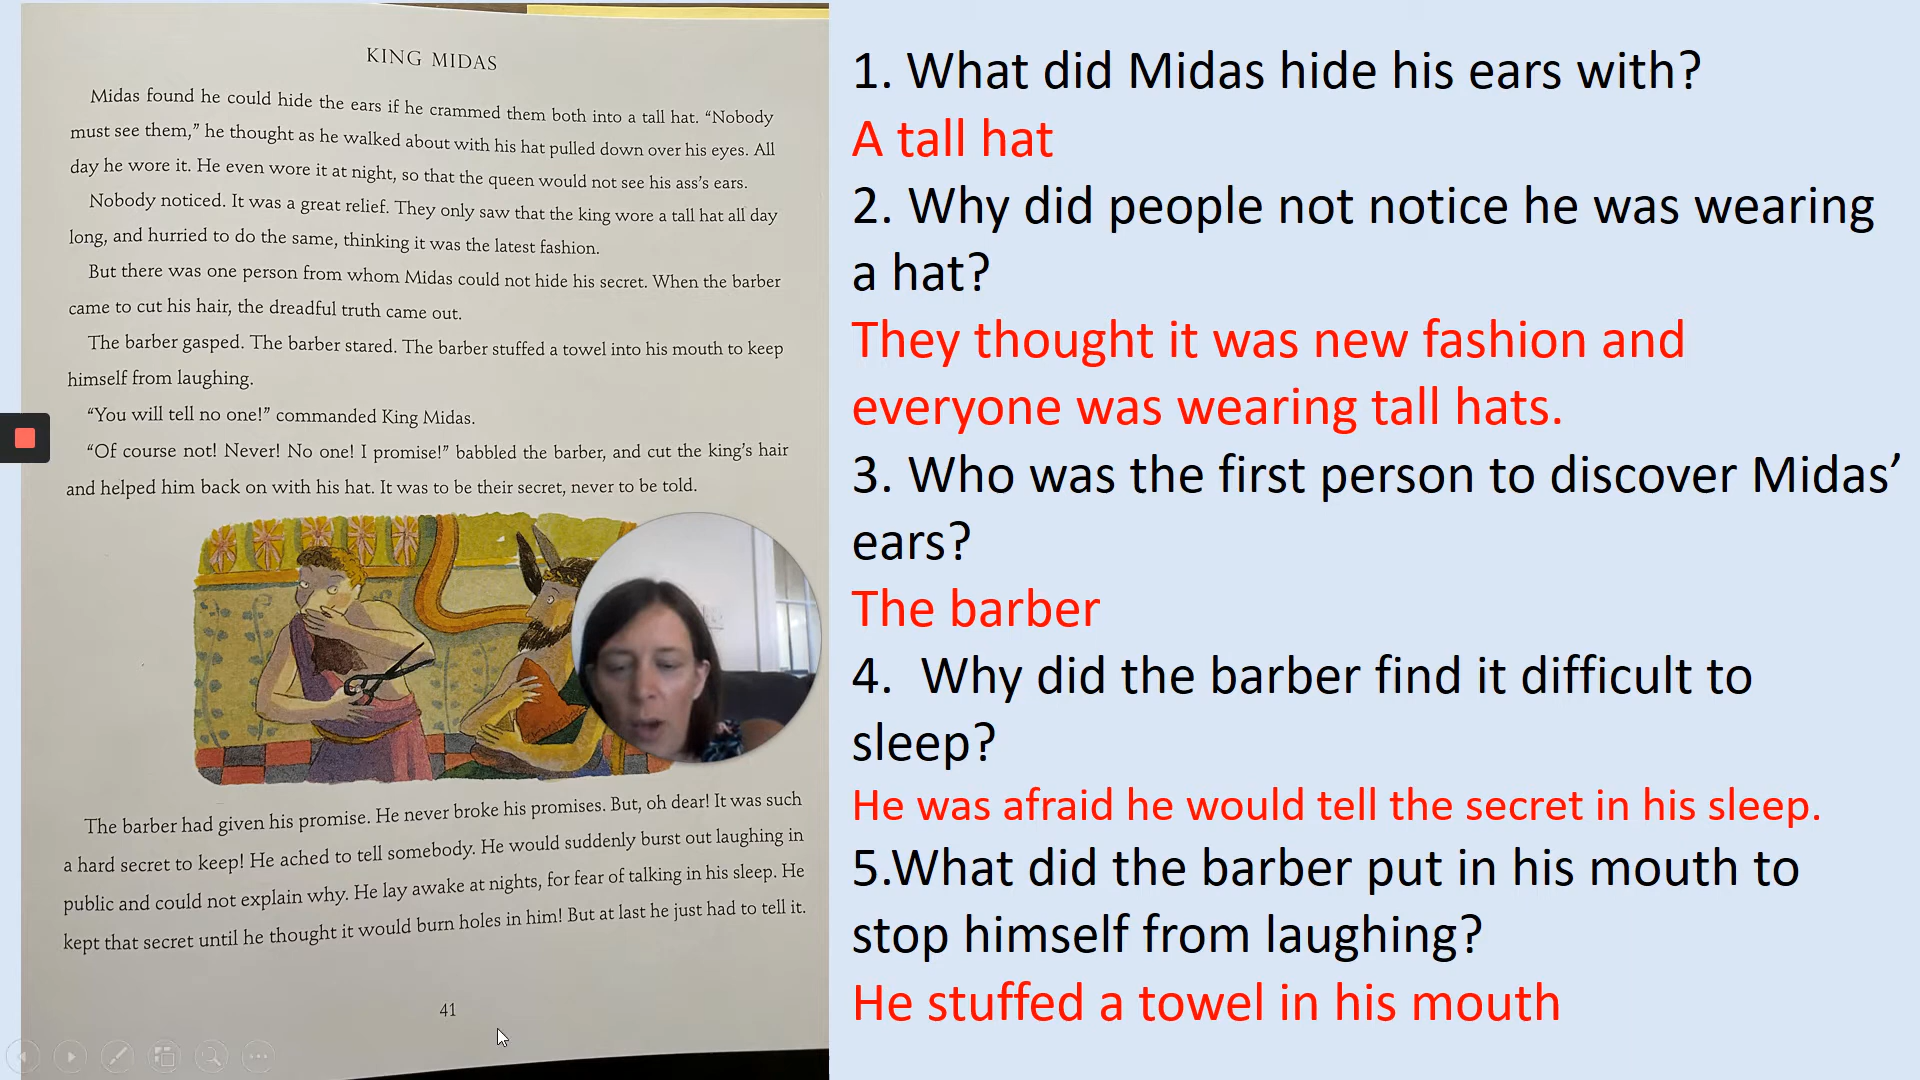 KING MIDAS
Midas found he could hide the ears if he crammed them both into a tall hat. “Nobody
must see them,” he thought as he walked about with his hat pulled down over his eyes. All
day he wore it. He even wore it at night, so that the queen would not see his ass’s ears.
Nobody noticed. It was a great relief. They only saw that the king wore a tall hat all day
long, and hurried to do the same, thinking it was the latest fashion.
But there was one person from whom Midas could not hide his secret. When the barber
came to cut his hair, the dreadful truth came out.
The barber gasped. The barber stared. The barber stuffed a towel into his mouth to keep
himself from laughing.
“You will tell no one!” commanded King Midas.
“Of course not! Never! No one! I promise!” babbled the barber, and cut the king’s hair
and helped him back on with his hat. It was to be their secret, never to be told.
The barber had given his promise. He never broke his promises. But, oh dear! It was such
a hard secret to keep! He ached to tell somebody. He would suddenly burst out laughing in
public and could not explain why. He lay awake at nights, for fear of talking in his sleep. He
kept that secret until he thought it would burn holes in him! But at last he just had to tell it.
41
1. What did Midas hide his ears with?
A tall hat
2. Why did people not notice he was wearing
a hat?
They thought it was new fashion and
everyone was wearing tall hats.
3. Who was the first person to discover Midas’
ears?
The barber
4.  Why did the barber find it difficult to
sleep?
He was afraid he would tell the secret in his sleep.
5.What did the barber put in his mouth to
stop himself from laughing?
He stuffed a towel in his mouth